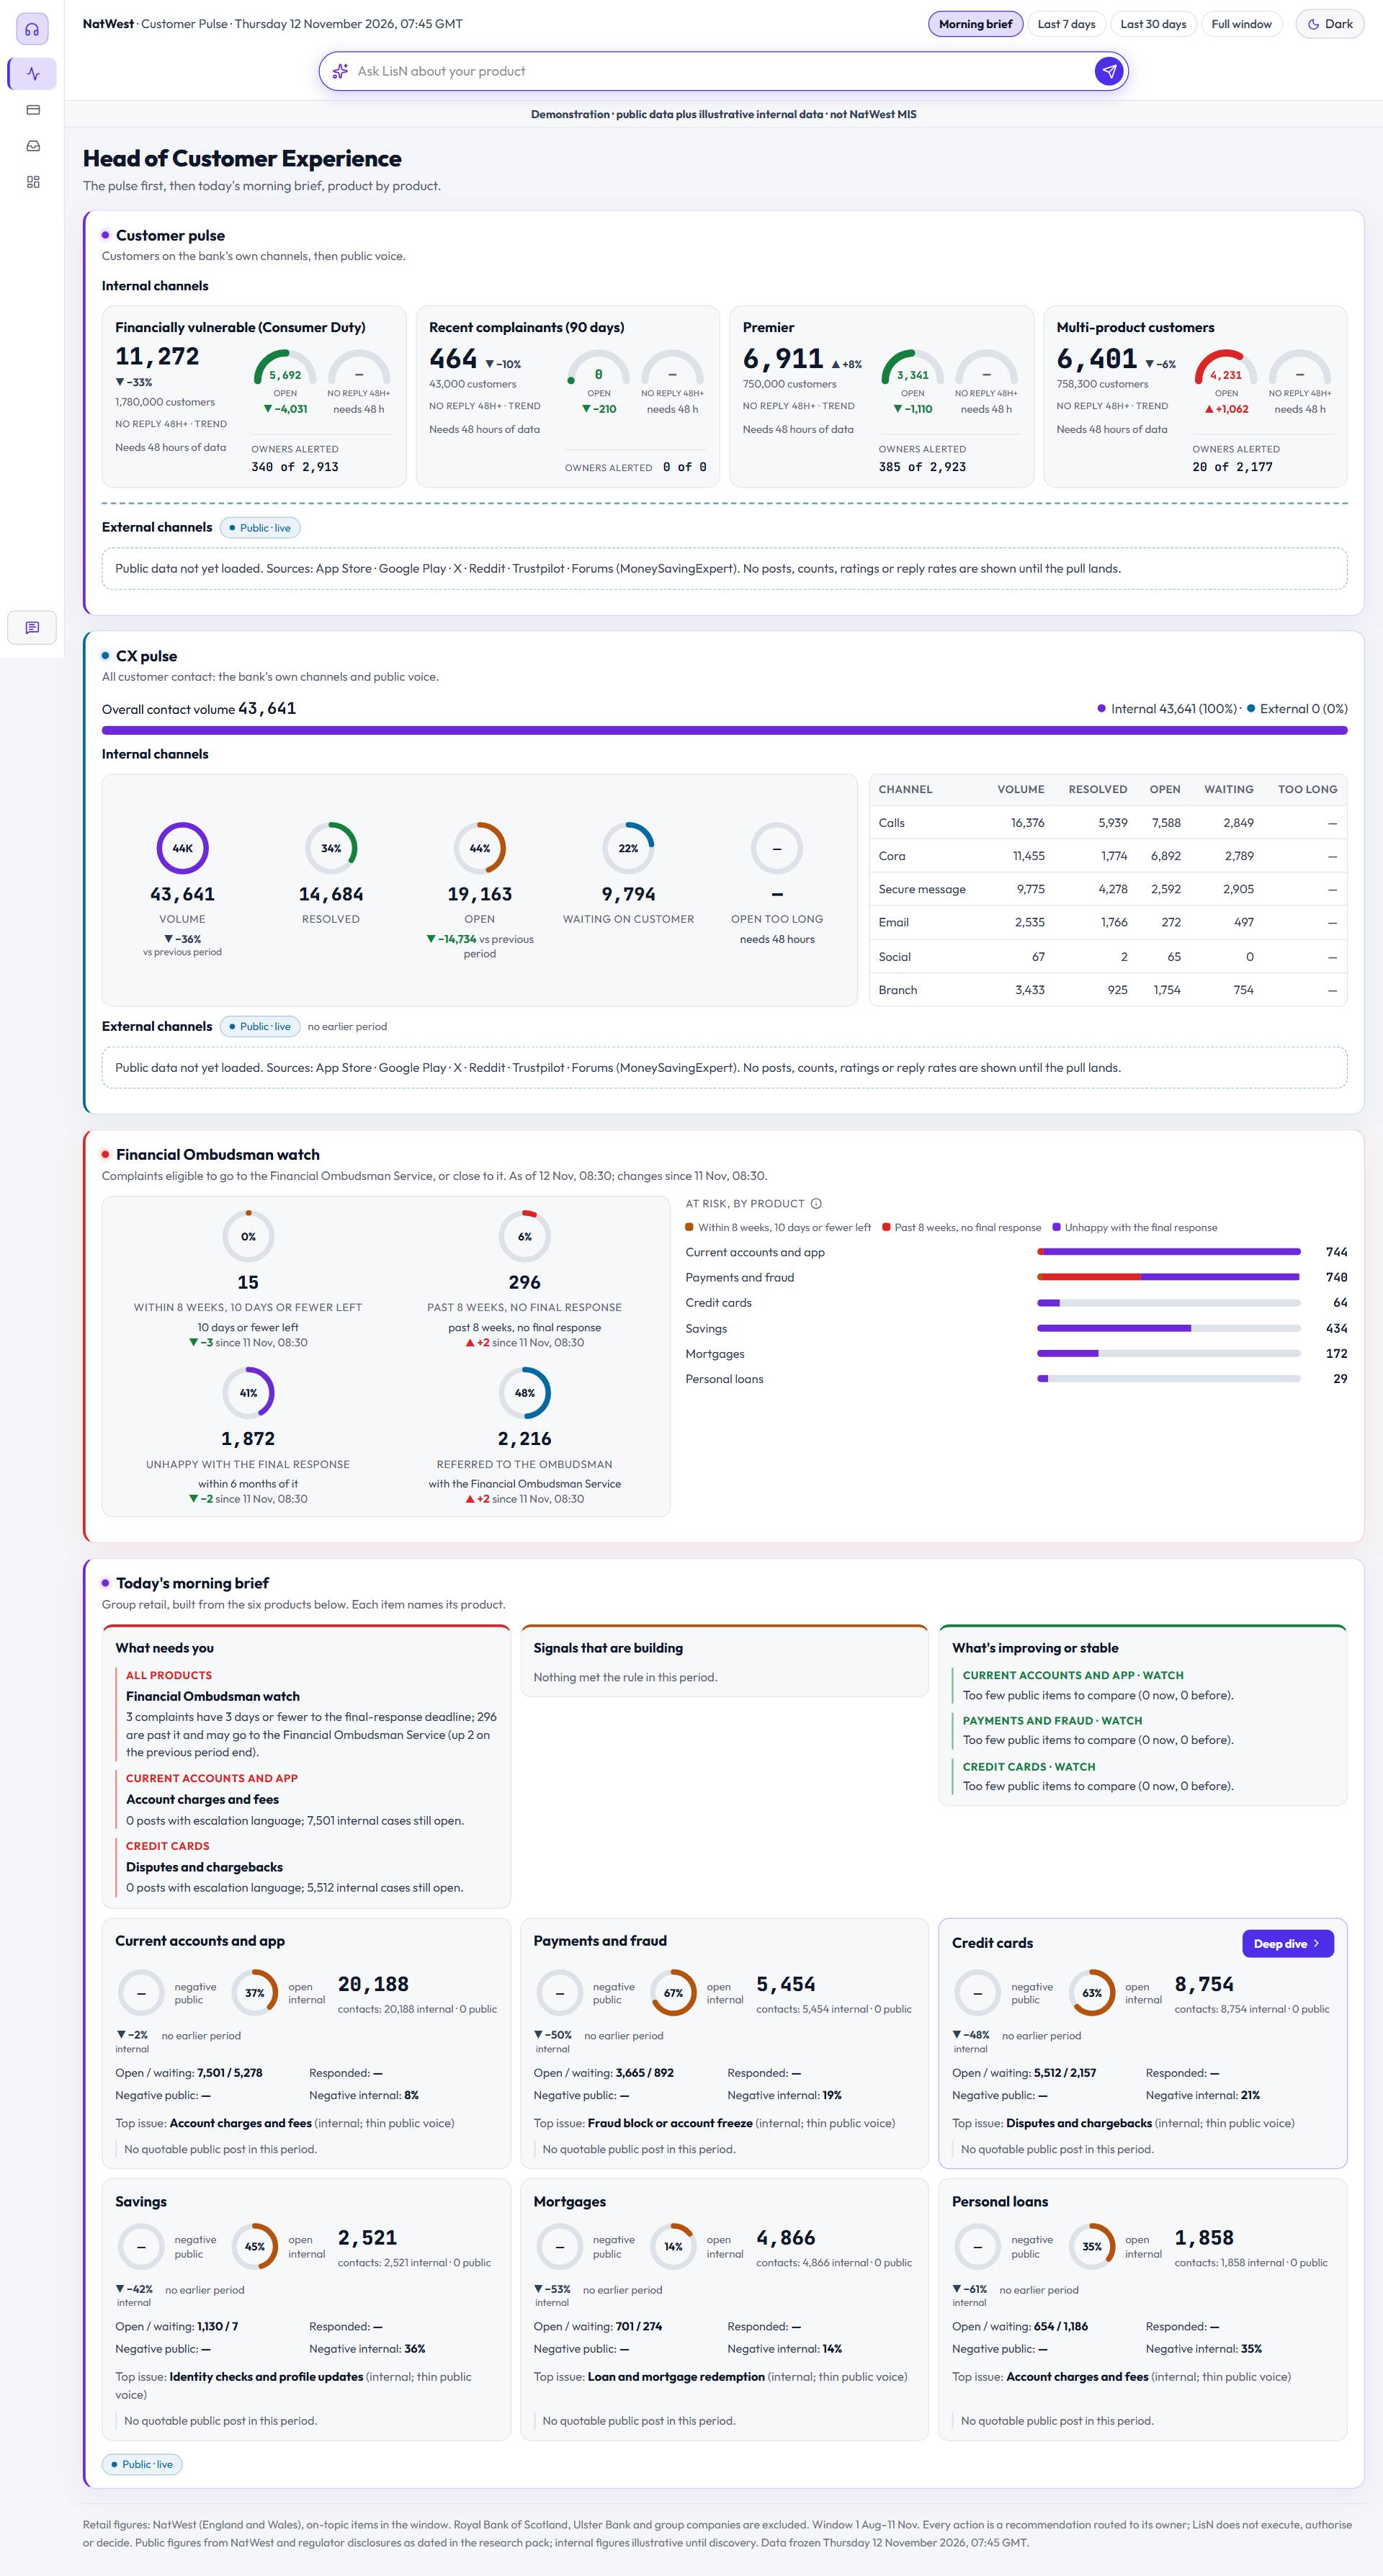 NatWest · Customer Pulse · Thursday 12 November 2026, 07:45 GMT
Morning brief
Last 7 days
Last 30 days
Full window
Dark
Ask LisN about your product
Demonstration · public data plus illustrative internal data · not NatWest MIS
Head of Customer Experience
The pulse first, then today's morning brief, product by product.
Customer pulse
Customers on the bank's own channels, then public voice.
Internal channels
Financially vulnerable (Consumer Duty)
11,272
▼ −33%
1,780,000 customers
NO REPLY 48H+ · TREND
Needs 48 hours of data
5,692
OPEN
▼ −4,031
–
NO REPLY 48H+
needs 48 h
OWNERS ALERTED
340 of 2,913
Recent complainants (90 days)
464 ▼ −10%
43,000 customers
NO REPLY 48H+ · TREND
Needs 48 hours of data
0
OPEN
▼ −210
–
NO REPLY 48H+
needs 48 h
OWNERS ALERTED 0 of 0
Premier
6,911 ▲ +8%
750,000 customers
NO REPLY 48H+ · TREND
Needs 48 hours of data
3,341
OPEN
▼ −1,110
–
NO REPLY 48H+
needs 48 h
OWNERS ALERTED
385 of 2,923
Multi-product customers
6,401 ▼ −6%
758,300 customers
NO REPLY 48H+ · TREND
Needs 48 hours of data
4,231
OPEN
▲ +1,062
–
NO REPLY 48H+
needs 48 h
OWNERS ALERTED
20 of 2,177
External channels
Public · live
Public data not yet loaded. Sources: App Store · Google Play · X · Reddit · Trustpilot · Forums (MoneySavingExpert). No posts, counts, ratings or reply rates are shown until the pull lands.
CX pulse
All customer contact: the bank's own channels and public voice.
Overall contact volume 43,641
Internal 43,641 (100%) · External 0 (0%)
Internal channels
44K
43,641
VOLUME
▼ −36%
vs previous period
34%
14,684
RESOLVED
44%
19,163
OPEN
▼ −14,734 vs previous
period
22%
9,794
WAITING ON CUSTOMER
–
–
OPEN TOO LONG
needs 48 hours
CHANNEL VOLUME RESOLVED OPEN WAITING TOO LONG
Calls 16,376 5,939 7,588 2,849 –
Cora 11,455 1,774 6,892 2,789 –
Secure message 9,775 4,278 2,592 2,905 –
Email 2,535 1,766 272 497 –
Social 67 2 65 0 –
Branch 3,433 925 1,754 754 –
External channels
Public · live
no earlier period
Public data not yet loaded. Sources: App Store · Google Play · X · Reddit · Trustpilot · Forums (MoneySavingExpert). No posts, counts, ratings or reply rates are shown until the pull lands.
Financial Ombudsman watch
Complaints eligible to go to the Financial Ombudsman Service, or close to it. As of 12 Nov, 08:30; changes since 11 Nov, 08:30.
0%
15
WITHIN 8 WEEKS, 10 DAYS OR FEWER LEFT
10 days or fewer left
▼ −3 since 11 Nov, 08:30
6%
296
PAST 8 WEEKS, NO FINAL RESPONSE
past 8 weeks, no final response
▲ +2 since 11 Nov, 08:30
41%
1,872
UNHAPPY WITH THE FINAL RESPONSE
within 6 months of it
▼ −2 since 11 Nov, 08:30
48%
2,216
REFERRED TO THE OMBUDSMAN
with the Financial Ombudsman Service
▲ +2 since 11 Nov, 08:30
AT RISK, BY PRODUCT
Within 8 weeks, 10 days or fewer left
Past 8 weeks, no final response
Unhappy with the final response
Current accounts and app 744
Payments and fraud 740
Credit cards 64
Savings 434
Mortgages 172
Personal loans 29
Today's morning brief
Group retail, built from the six products below. Each item names its product.
What needs you
ALL PRODUCTS
Financial Ombudsman watch
3 complaints have 3 days or fewer to the final-response deadline; 296
are past it and may go to the Financial Ombudsman Service (up 2 on
the previous period end).
CURRENT ACCOUNTS AND APP
Account charges and fees
0 posts with escalation language; 7,501 internal cases still open.
CREDIT CARDS
Disputes and chargebacks
0 posts with escalation language; 5,512 internal cases still open.
Signals that are building
Nothing met the rule in this period.
What's improving or stable
CURRENT ACCOUNTS AND APP · WATCH
Too few public items to compare (0 now, 0 before).
PAYMENTS AND FRAUD · WATCH
Too few public items to compare (0 now, 0 before).
CREDIT CARDS · WATCH
Too few public items to compare (0 now, 0 before).
Current accounts and app
–
negative
public
37%
open
internal
20,188
contacts: 20,188 internal · 0 public
▼ −2% no earlier period
internal
Open / waiting: 7,501 / 5,278 Responded: –
Negative public: – Negative internal: 8%
Top issue: Account charges and fees (internal; thin public voice)
No quotable public post in this period.
Payments and fraud
–
negative
public
67%
open
internal
5,454
contacts: 5,454 internal · 0 public
▼ −50% no earlier period
internal
Open / waiting: 3,665 / 892 Responded: –
Negative public: – Negative internal: 19%
Top issue: Fraud block or account freeze (internal; thin public voice)
No quotable public post in this period.
Credit cards
Deep dive
–
negative
public
63%
open
internal
8,754
contacts: 8,754 internal · 0 public
▼ −48% no earlier period
internal
Open / waiting: 5,512 / 2,157 Responded: –
Negative public: – Negative internal: 21%
Top issue: Disputes and chargebacks (internal; thin public voice)
No quotable public post in this period.
Savings
–
negative
public
45%
open
internal
2,521
contacts: 2,521 internal · 0 public
▼ −42% no earlier period
internal
Open / waiting: 1,130 / 7 Responded: –
Negative public: – Negative internal: 36%
Top issue: Identity checks and profile updates (internal; thin public
voice)
No quotable public post in this period.
Mortgages
–
negative
public
14%
open
internal
4,866
contacts: 4,866 internal · 0 public
▼ −53% no earlier period
internal
Open / waiting: 701 / 274 Responded: –
Negative public: – Negative internal: 14%
Top issue: Loan and mortgage redemption (internal; thin public voice)
No quotable public post in this period.
Personal loans
–
negative
public
35%
open
internal
1,858
contacts: 1,858 internal · 0 public
▼ −61% no earlier period
internal
Open / waiting: 654 / 1,186 Responded: –
Negative public: – Negative internal: 35%
Top issue: Account charges and fees (internal; thin public voice)
No quotable public post in this period.
Public · live
Retail figures: NatWest (England and Wales), on-topic items in the window. Royal Bank of Scotland, Ulster Bank and group companies are excluded. Window 1 Aug–11 Nov. Every action is a recommendation routed to its owner; LisN does not execute, authorise
or decide. Public figures from NatWest and regulator disclosures as dated in the research pack; internal figures illustrative until discovery. Data frozen Thursday 12 November 2026, 07:45 GMT.